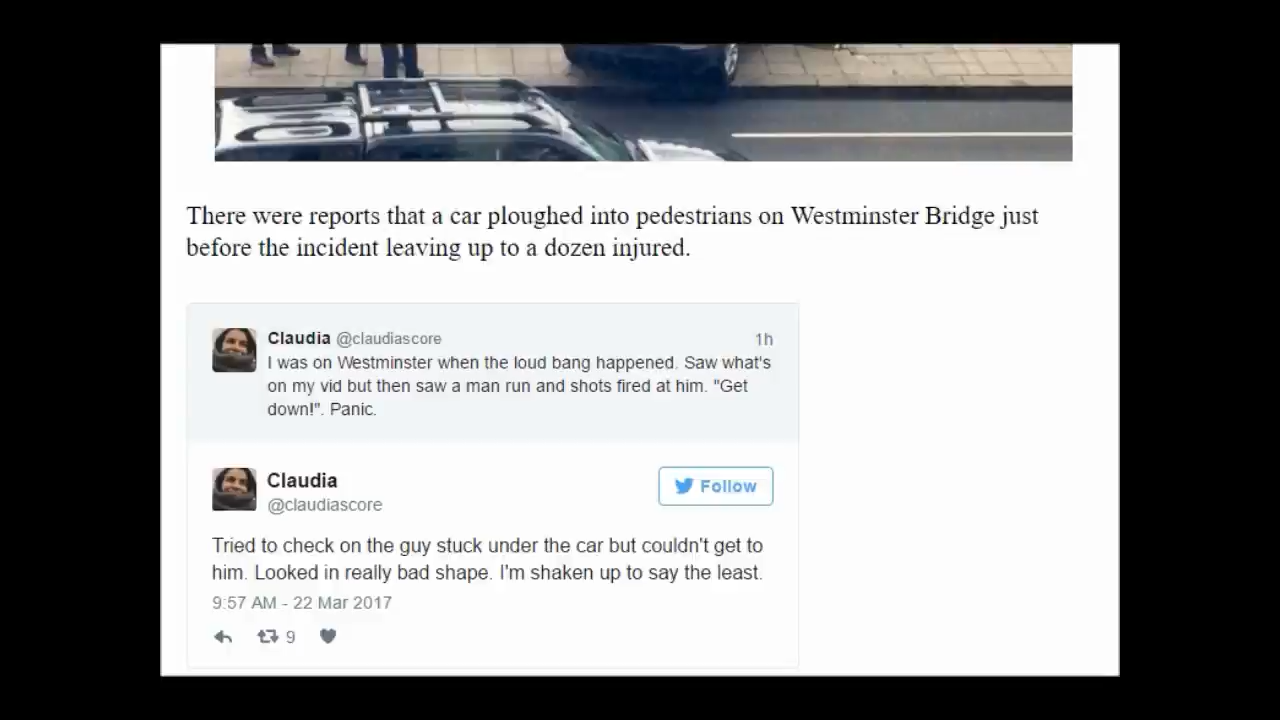 There were reports that a car ploughed into pedestrians on Westminster Bridge just
before the incident leaving up to a dozen injured.
Claudia @claudiascore 1h
I was on Westminster when the loud bang happened. Saw what's
on my vid but then saw a man run and shots fired at him. "Get
down!". Panic.
Claudia
@claudiascore
Follow
Tried to check on the guy stuck under the car but couldn't get to
him. Looked in really bad shape. I'm shaken up to say the least.
9:57 AM - 22 Mar 2017
9